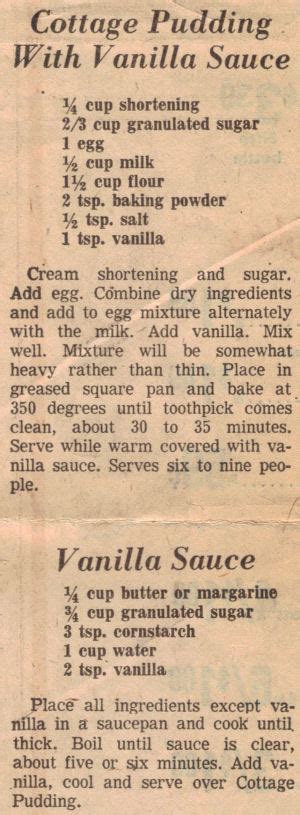 Cottage Pudding
With Vanilla Sauce
¼ cup shortening
2/3 cup granulated sugar
1 egg
½ cup milk
1½ cup flour
2 tsp. baking powder
½ tsp. salt
1 tsp. vanilla
Cream shortening and sugar.
Add egg. Combine dry ingredients
and add to egg mixture alternately
with the milk. Add vanilla. Mix
well. Mixture will be somewhat
heavy rather than thin. Place in
greased square pan and bake at
350 degrees until toothpick comes
clean, about 30 to 35 minutes.
Serve while warm covered with va-
nilla sauce. Serves six to nine peo-
ple.
Vanilla Sauce
¼ cup butter or margarine
¾ cup granulated sugar
3 tsp. cornstarch
1 cup water
2 tsp. vanilla
Place all ingredients except va-
nilla in a saucepan and cook until
thick. Boil until sauce is clear,
about five or six minutes. Add va-
nilla, cool and serve over Cottage
Pudding.